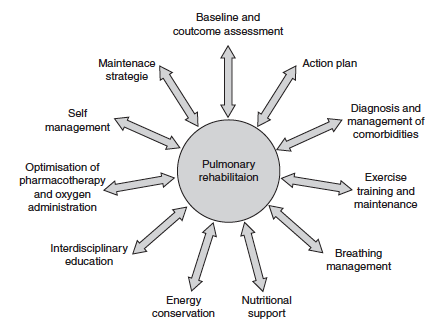 Baseline and
coutcome assessment
Action plan
Diagnosis and
management of
comorbidities
Exercise
training and
maintenance
Breathing
management
Nutritional
support
Energy
conservation
Interdisciplinary
education
Optimisation of
pharmacotherapy
and oxygen
administration
Self
management
Maintenace
strategie
Pulmonary
rehabilitaion